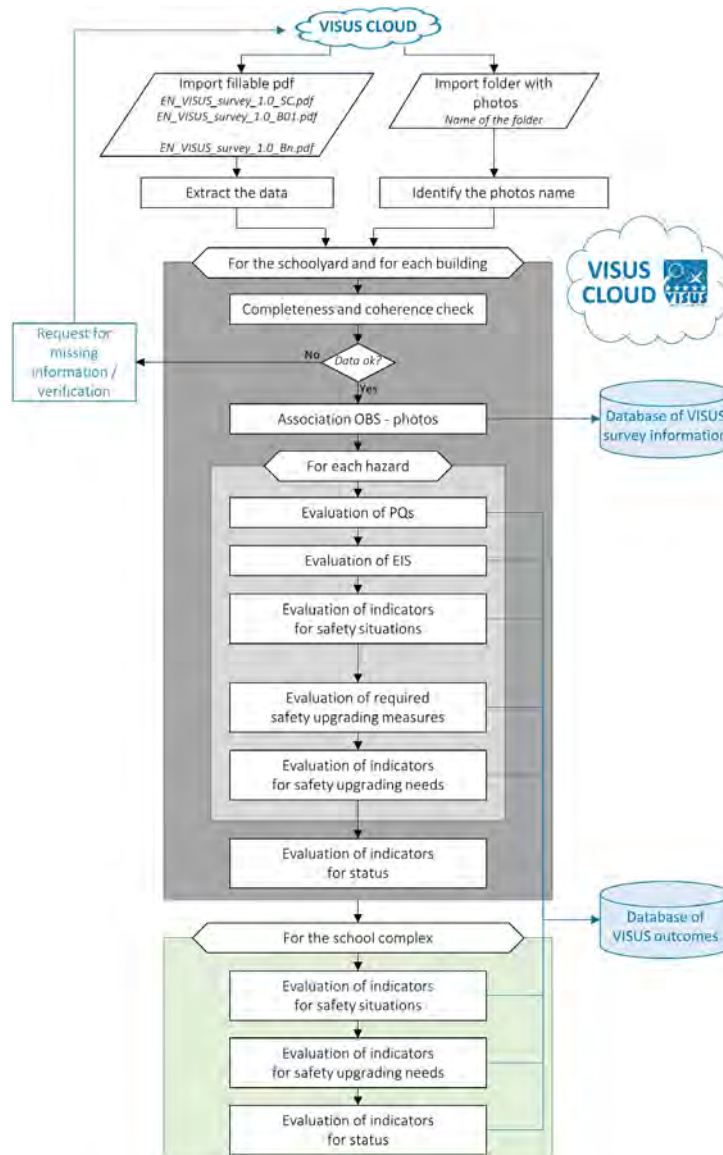 VISUS CLOUD
Import fillable pdf
EN_VISUS_survey_1.0_SC.pdf
EN_VISUS_survey_1.0_B01.pdf
EN_VISUS_survey_1.0_Bn.pdf
Import folder with
photos
Name of the folder
Extract the data
Identify the photos name
For the schoolyard and for each building
VISUS
CLOUD
VISUS
Completeness and coherence check
Request for
missing
information /
verification
No
Data ok?
Yes
Association OBS - photos
Database of VISUS
survey information
For each hazard
Evaluation of PQs
Evaluation of EIS
Evaluation of indicators
for safety situations
Evaluation of required
safety upgrading measures
Evaluation of indicators
for safety upgrading needs
Evaluation of indicators
for status
Database of
VISUS outcomes
For the school complex
Evaluation of indicators
for safety situations
Evaluation of indicators
for safety upgrading needs
Evaluation of indicators
for status